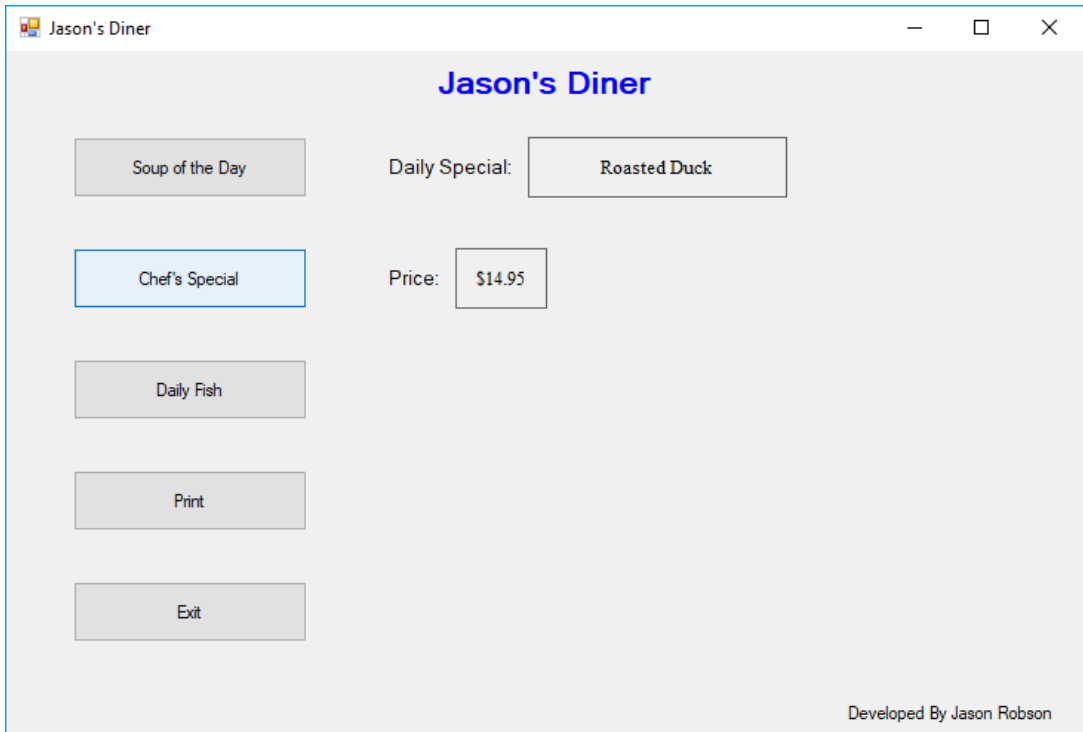 Jason's Diner
Jason's Diner
Soup of the Day
Daily Special:
Roasted Duck
Chef's Special
Price:
$14.95
Daily Fish
Print
Exit
Developed By Jason Robson